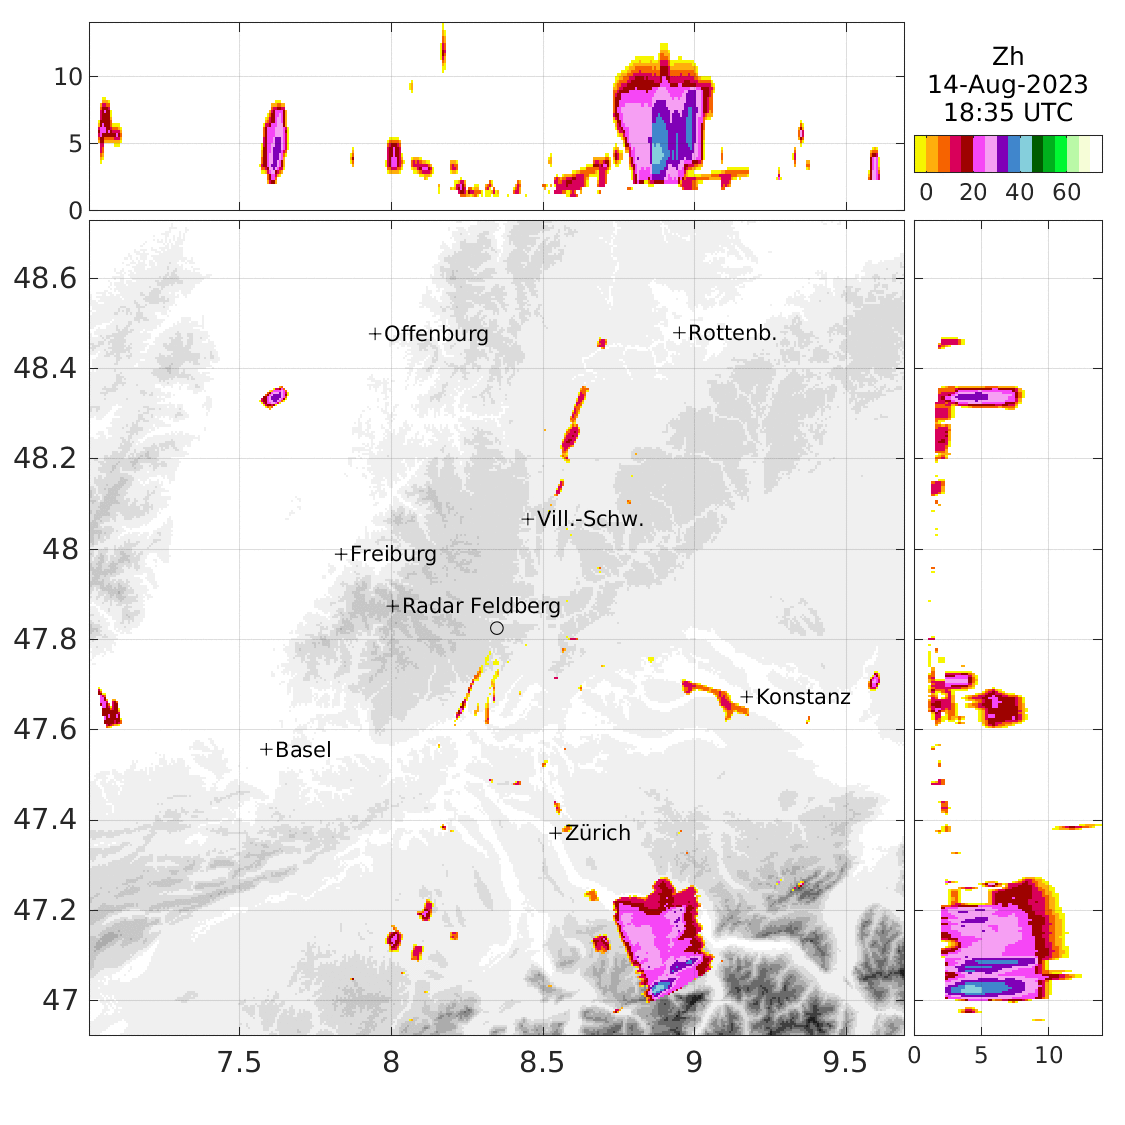 10
5
0
Zh
14-Aug-2023
18:35 UTC
0 20 40 60
48.6
48.4
48.2
48
47.8
47.6
47.4
47.2
47
+Offenburg
+Rottenb.
+Vill.-Schw.
+Freiburg
+Radar Feldberg
+Konstanz
+Basel
+Zürich
7.5 8 8.5 9 9.5
0 5 10